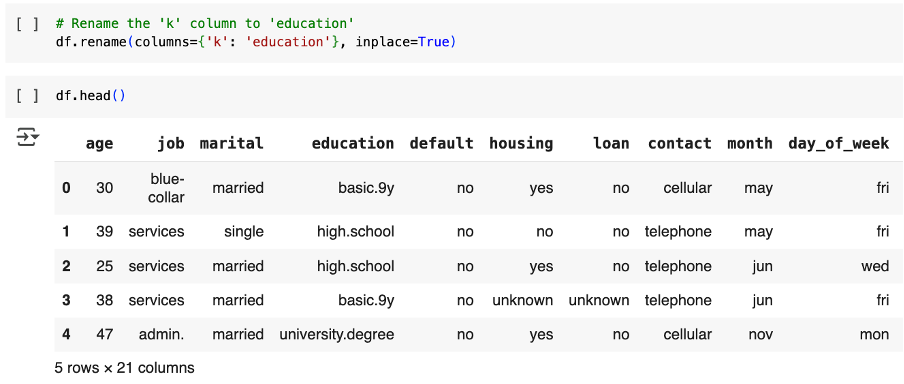 [ ] # Rename the 'k' column to 'education'
df.rename(columns={'k': 'education'}, inplace=True)
[ ] df.head()
age job marital education default housing loan contact month day_of_week
0 30 blue-collar married basic.9y no yes no cellular may fri
1 39 services single high.school no no no telephone may fri
2 25 services married high.school no yes no telephone jun wed
3 38 services married basic.9y no unknown unknown telephone jun fri
4 47 admin. married university.degree no yes no cellular nov mon
5 rows × 21 columns